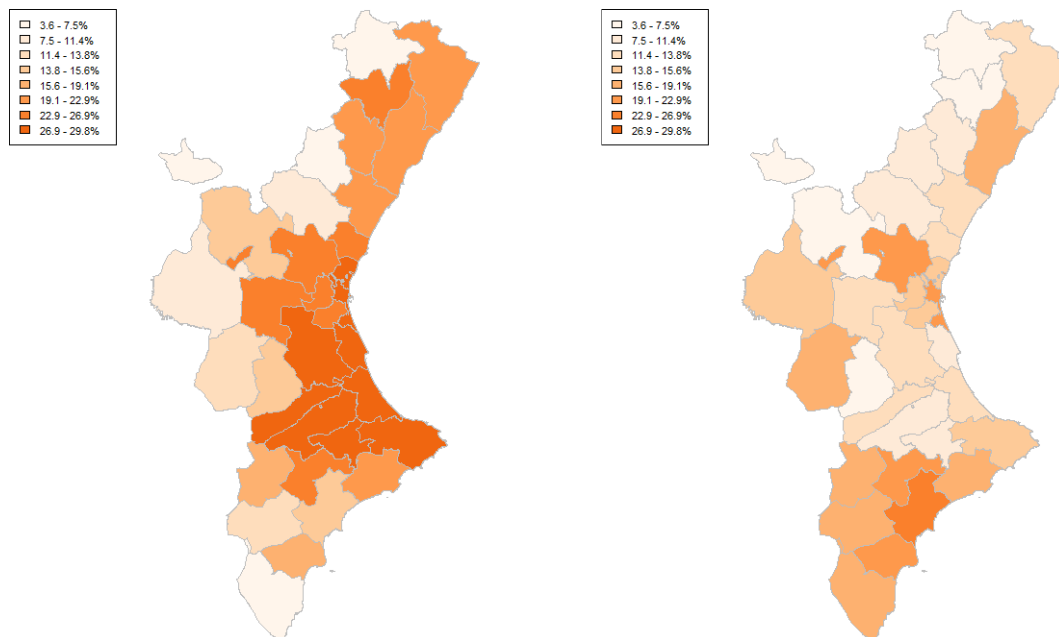 3.6 - 7.5%
7.5 - 11.4%
11.4 - 13.8%
13.8 - 15.6%
15.6 - 19.1%
19.1 - 22.9%
22.9 - 26.9%
26.9 - 29.8%
3.6 - 7.5%
7.5 - 11.4%
11.4 - 13.8%
13.8 - 15.6%
15.6 - 19.1%
19.1 - 22.9%
22.9 - 26.9%
26.9 - 29.8%